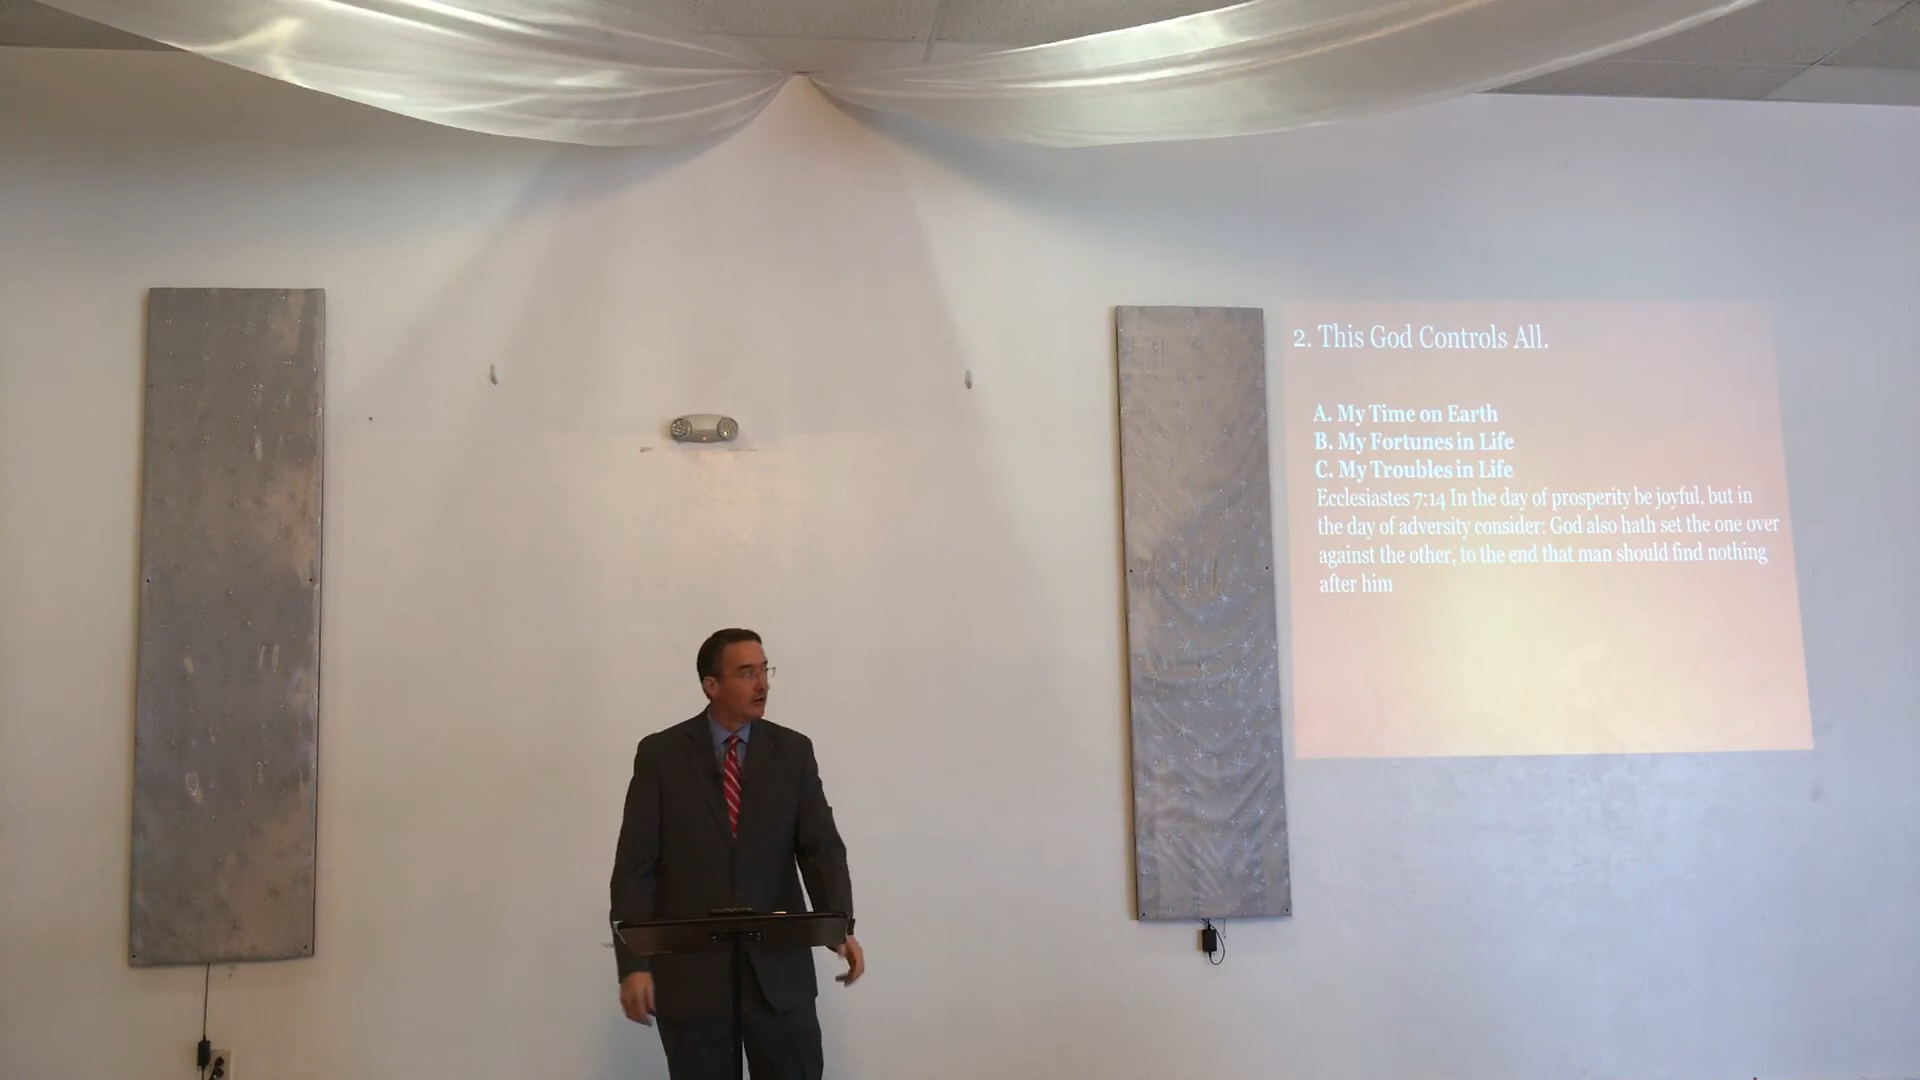 2. This God Controls All.
A. My Time on Earth
B. My Fortunes in Life
C. My Troubles in Life
Ecclesiastes 7:14 In the day of prosperity be joyful, but in
the day of adversity consider: God also hath set the one over
against the other, to the end that man should find nothing
after him